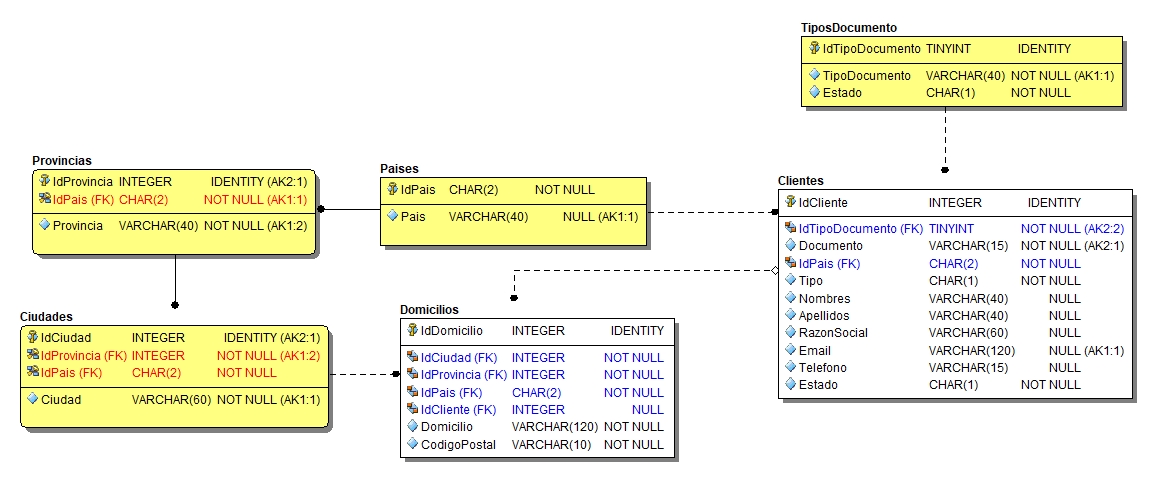 TiposDocumento
IdTipoDocumento TINYINT IDENTITY
TipoDocumento VARCHAR(40) NOT NULL (AK1:1)
Estado CHAR(1) NOT NULL
Provincias
IdProvincia INTEGER IDENTITY (AK2:1)
IdPais (FK) CHAR(2) NOT NULL (AK1:1)
Provincia VARCHAR(40) NOT NULL (AK1:2)
Paises
IdPais CHAR(2) NOT NULL
Pais VARCHAR(40) NULL (AK1:1)
Clientes
IdCliente INTEGER IDENTITY
IdTipoDocumento (FK) TINYINT NOT NULL (AK2:2)
Documento VARCHAR(15) NOT NULL (AK2:1)
IdPais (FK) CHAR(2) NOT NULL
Tipo CHAR(1) NOT NULL
Nombres VARCHAR(40) NULL
Apellidos VARCHAR(40) NULL
RazonSocial VARCHAR(60) NULL
Email VARCHAR(120) NULL (AK1:1)
Telefono VARCHAR(15) NULL
Estado CHAR(1) NOT NULL
Ciudades
IdCiudad INTEGER IDENTITY (AK2:1)
IdProvincia (FK) INTEGER NOT NULL (AK1:2)
IdPais (FK) CHAR(2) NOT NULL
Ciudad VARCHAR(60) NOT NULL (AK1:1)
Domicilios
IdDomicilio INTEGER IDENTITY
IdCiudad (FK) INTEGER NOT NULL
IdProvincia (FK) INTEGER NOT NULL
IdPais (FK) CHAR(2) NOT NULL
IdCliente (FK) INTEGER NULL
Domicilio VARCHAR(120) NOT NULL
CodigoPostal VARCHAR(10) NOT NULL